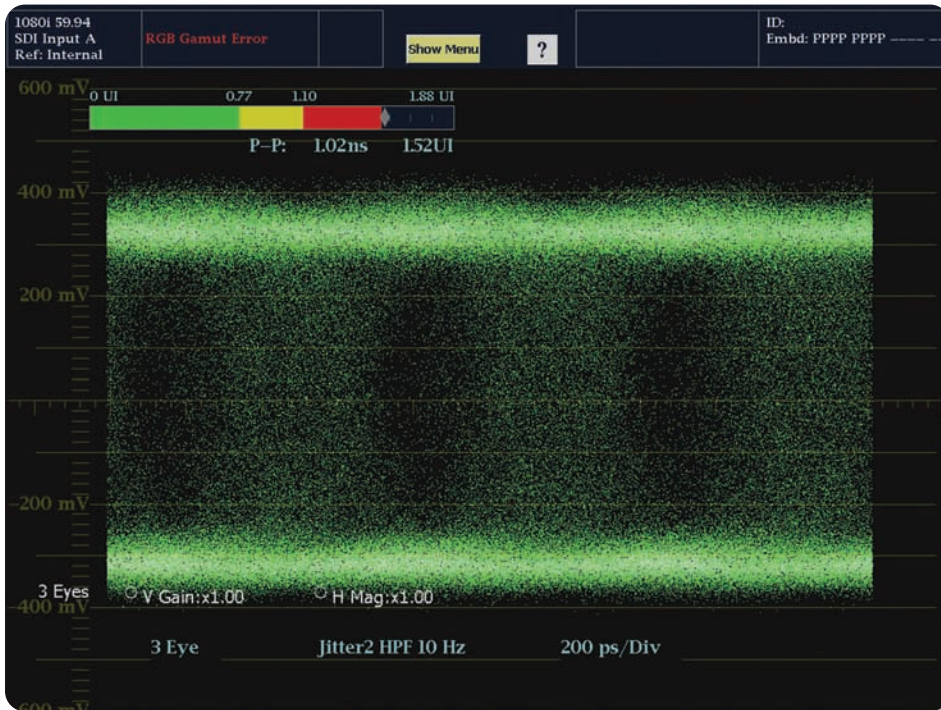 1080i 59.94
SDI Input A
Ref: Internal
RGB Gamut Error
Show Menu
?
ID:
Embd: PPPP PPPP ---- --
600 mV
0 UI 0.77 1.10 1.88 UI
P-P: 1.02ns 1.52UI
400 mV
200 mV
-200 mV
3 Eyes V Gain:x1.00 H Mag:x1.00
-400 mV
3 Eye Jitter2 HPF 10 Hz 200 ps/Div
-600 mV